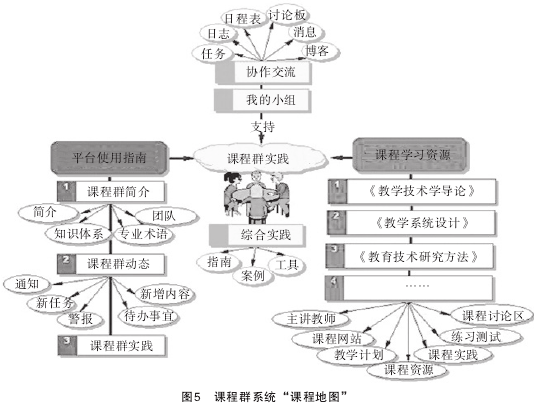 日程表
讨论板
日志
消息
任务
博客
协作交流
我的小组
支持
平台使用指南
课程群实践
课程学习资源
1
课程群简介
简介
团队
知识体系
专业术语
2
课程群动态
通知
新增内容
新任务
待办事宜
警报
3
课程群实践
综合实践
指南
工具
案例
1
《教学技术学导论》
2
《教学系统设计》
3
《教育技术研究方法》
4
……
主讲教师
课程讨论区
课程网站
练习测试
教学计划
课程实践
课程资源
图5 课程群系统“课程地图”